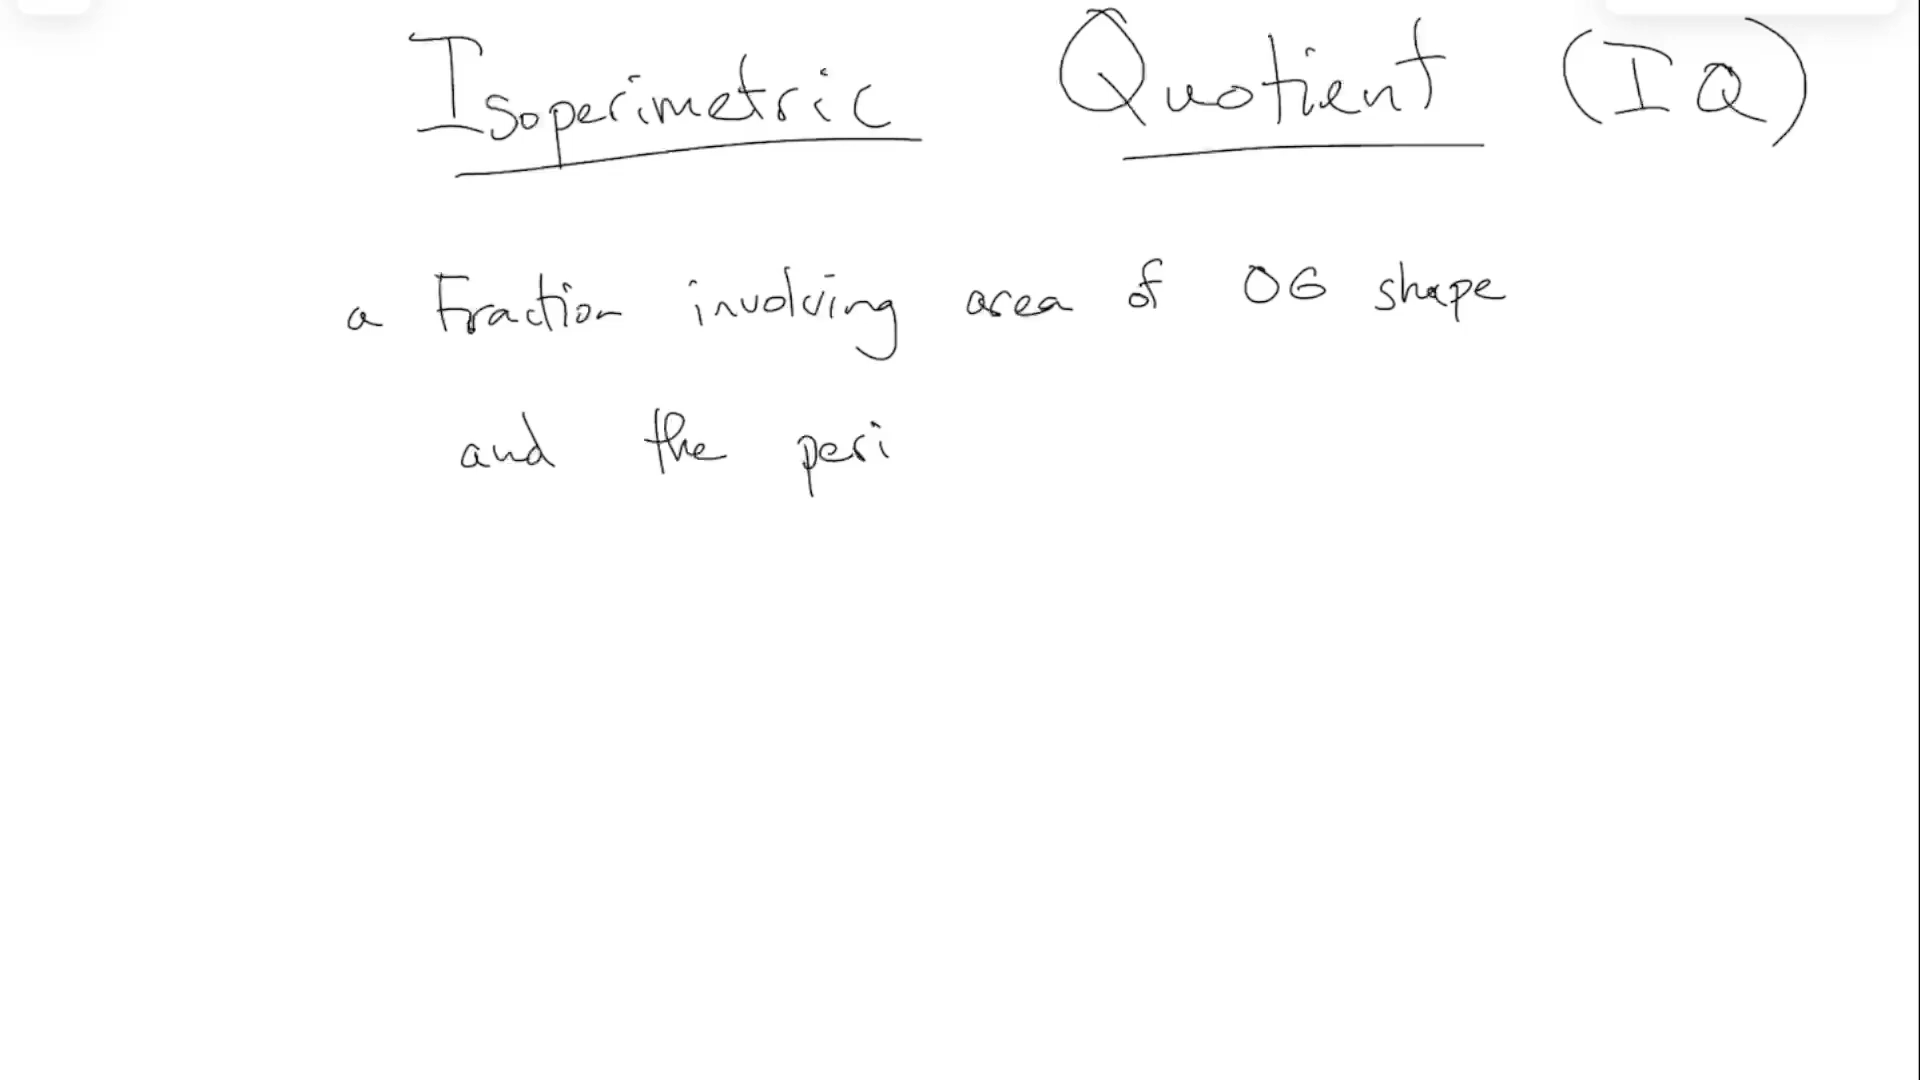 Isoperimetric Quotient (IQ)
a Fraction involving area of OG shape
and the peri